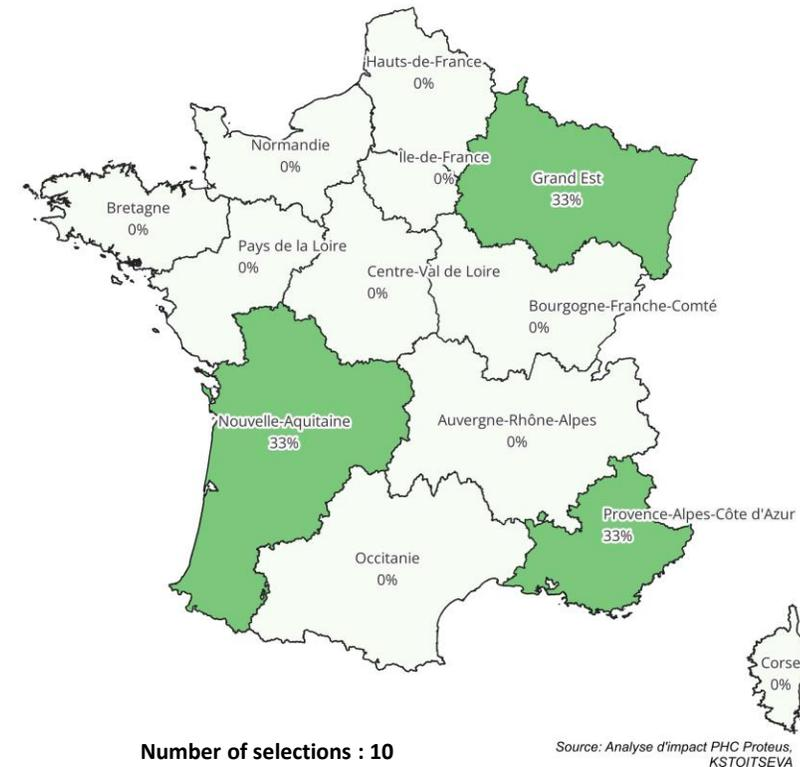 Hauts-de-France
0%
Normandie
0%
Île-de-France
0%
Grand Est
33%
Bretagne
0%
Pays de la Loire
0%
Centre-Val de Loire
0%
Bourgogne-Franche-Comté
0%
Nouvelle-Aquitaine
33%
Auvergne-Rhône-Alpes
0%
Provence-Alpes-Côte d'Azur
33%
Occitanie
0%
Corse
0%
Number of selections : 10
Source: Analyse d'impact PHC Proteus,
KSTOITSEVA